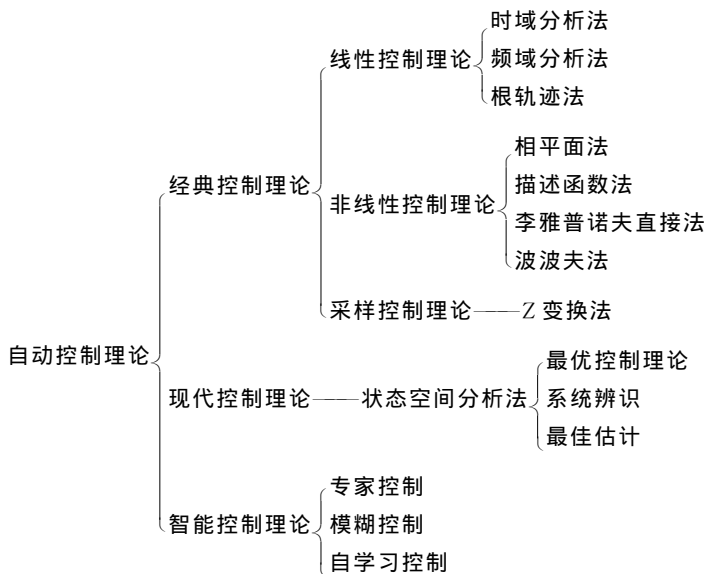 自动控制理论
经典控制理论
线性控制理论
时域分析法
频域分析法
根轨迹法
非线性控制理论
相平面法
描述函数法
李雅普诺夫直接法
波波夫法
采样控制理论——Z 变换法
现代控制理论——状态空间分析法
最优控制理论
系统辨识
最佳估计
智能控制理论
专家控制
模糊控制
自学习控制